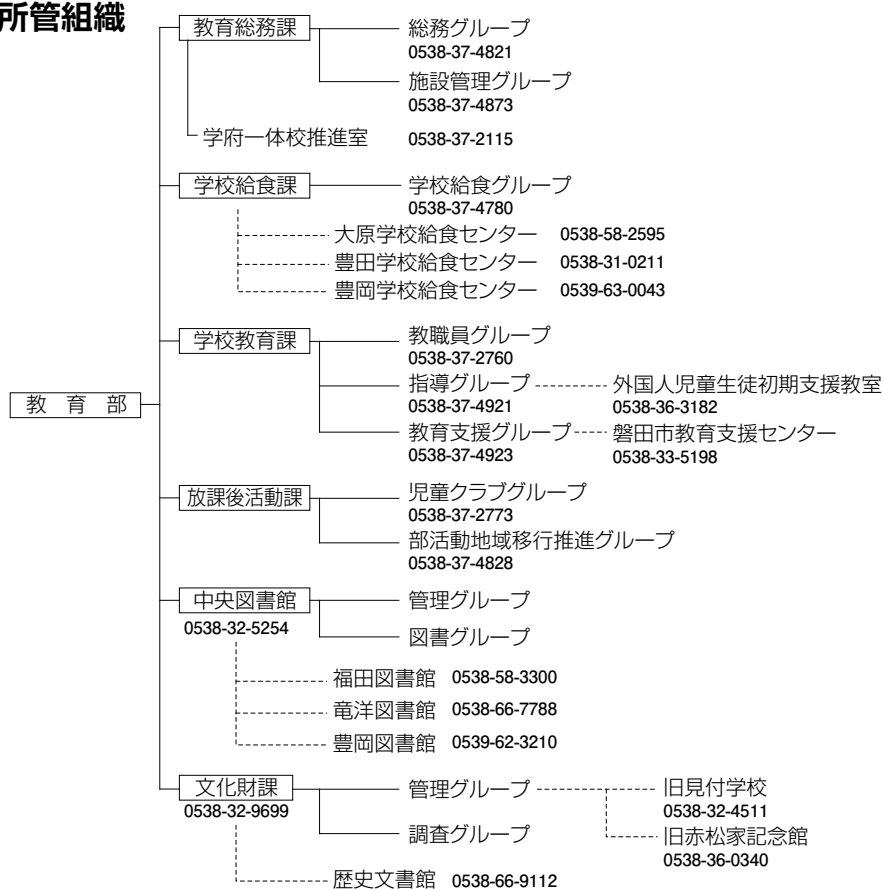 所管組織
教育総務課 総務グループ
0538-37-4821
施設管理グループ
0538-37-4873
学府一体校推進室 0538-37-2115
学校給食課 学校給食グループ
0538-37-4780
大原学校給食センター 0538-58-2595
豊田学校給食センター 0538-31-0211
豊岡学校給食センター 0539-63-0043
学校教育課 教職員グループ
0538-37-2760
指導グループ 外国人児童生徒初期支援教室
0538-37-4921 0538-36-3182
教育部
教育支援グループ 磐田市教育支援センター
0538-37-4923 0538-33-5198
放課後活動課 児童クラブグループ
0538-37-2773
部活動地域移行推進グループ
0538-37-4828
中央図書館 管理グループ
0538-32-5254
図書グループ
福田図書館 0538-58-3300
竜洋図書館 0538-66-7788
豊岡図書館 0539-62-3210
文化財課 管理グループ 旧見付学校
0538-32-9699 0538-32-4511
調査グループ 旧赤松家記念館
0538-36-0340
歴史文書館 0538-66-9112